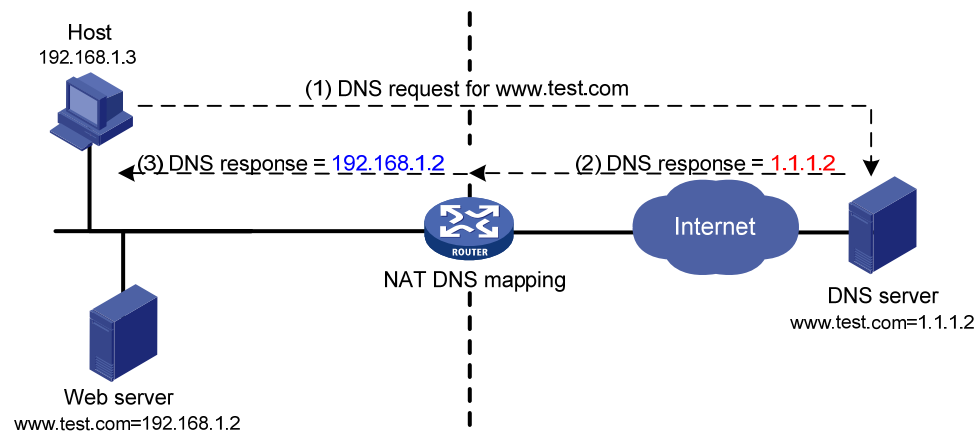 Host
192.168.1.3
(1) DNS request for www.test.com
(3) DNS response = 192.168.1.2
(2) DNS response = 1.1.1.2
Internet
ROUTER
NAT DNS mapping
DNS server
www.test.com=1.1.1.2
Web server
www.test.com=192.168.1.2